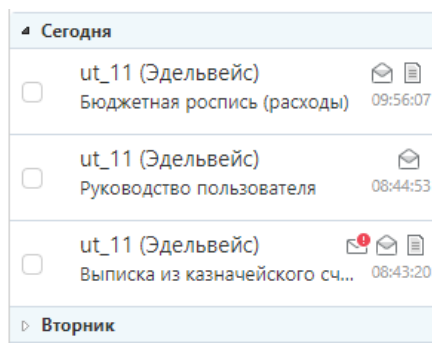 Сегодня
ut_11 (Эдельвейс)
Бюджетная роспись (расходы) 09:56:07
ut_11 (Эдельвейс)
Руководство пользователя 08:44:53
ut_11 (Эдельвейс)
Выписка из казначейского сч... 08:43:20
Вторник